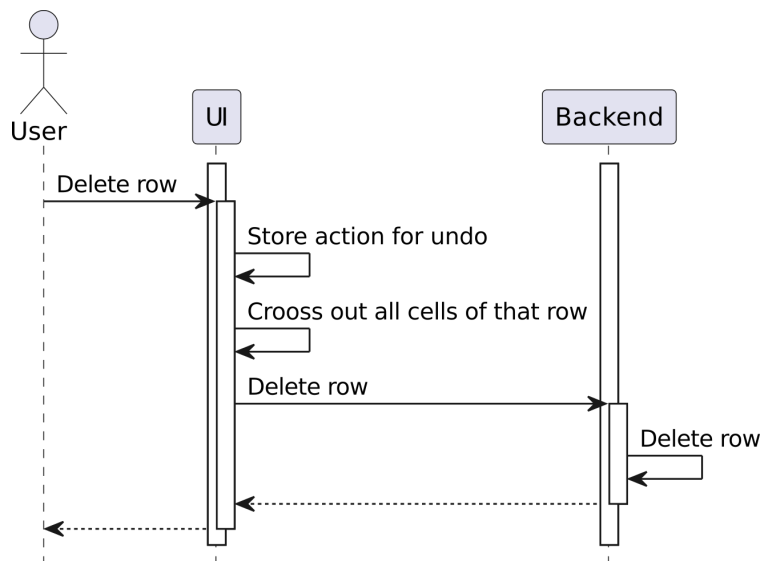 User
UI
Backend
Delete row
Store action for undo
Crooss out all cells of that row
Delete row
Delete row